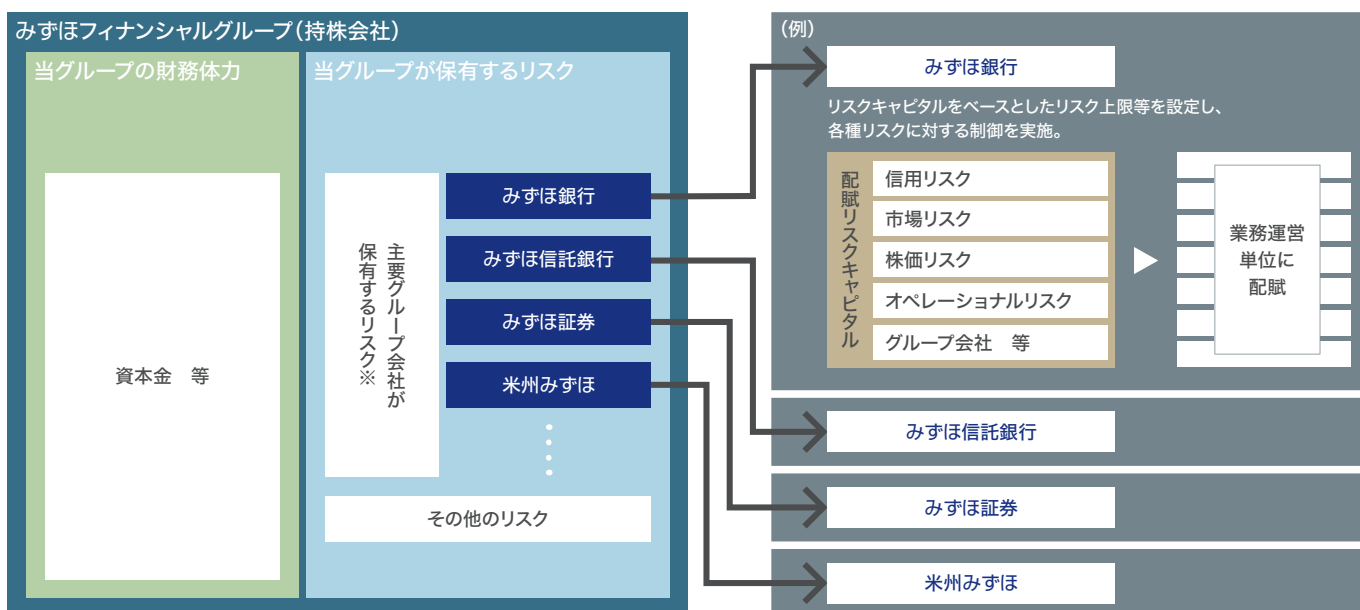 みずほフィナンシャルグループ(持株会社)
当グループの財務体力
資本金　等
当グループが保有するリスク
主要グループ会社が
保有するリスク※
みずほ銀行
みずほ信託銀行
みずほ証券
米州みずほ
その他のリスク
(例)
みずほ銀行
リスクキャピタルをベースとしたリスク上限等を設定し、
各種リスクに対する制御を実施。
配賦リスクキャピタル
信用リスク
市場リスク
株価リスク
オペレーショナルリスク
グループ会社　等
業務運営
単位に
配賦
みずほ信託銀行
みずほ証券
米州みずほ